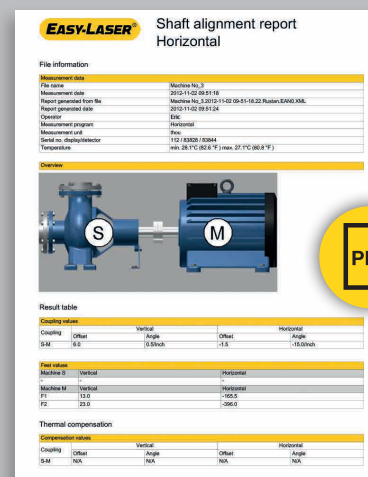 EASY-LASER®
Shaft alignment report
Horizontal
File information
Measurement data
File name Machine No_3
Measurement date 2012-11-02 09:51:18
Report generated from file Machine No_3.2012-11-02 09-51-18.22.Rustan.EAN0.XML
Report generated date 2012-11-02 09:51:24
Operator Eric
Measurement program Horizontal
Measurement unit thou
Serial no. display/detector 112 / 83828 / 83844
Temperature min. 28.1°C (82.6 °F ) max. 27.1°C (80.8 °F )
Overview
S M
Result table
Coupling values
Coupling Vertical Horizontal
Offset Angle Offset Angle
S-M 6.0 0.5/inch -1.5 -15.0/inch
Feet values
Machine S Vertical Horizontal
- - -
Machine M Vertical Horizontal
F1 13.0 -165.5
F2 23.0 -396.0
Thermal compensation
Compensation values
Coupling Vertical Horizontal
Offset Angle Offset Angle
S-M N/A N/A N/A N/A